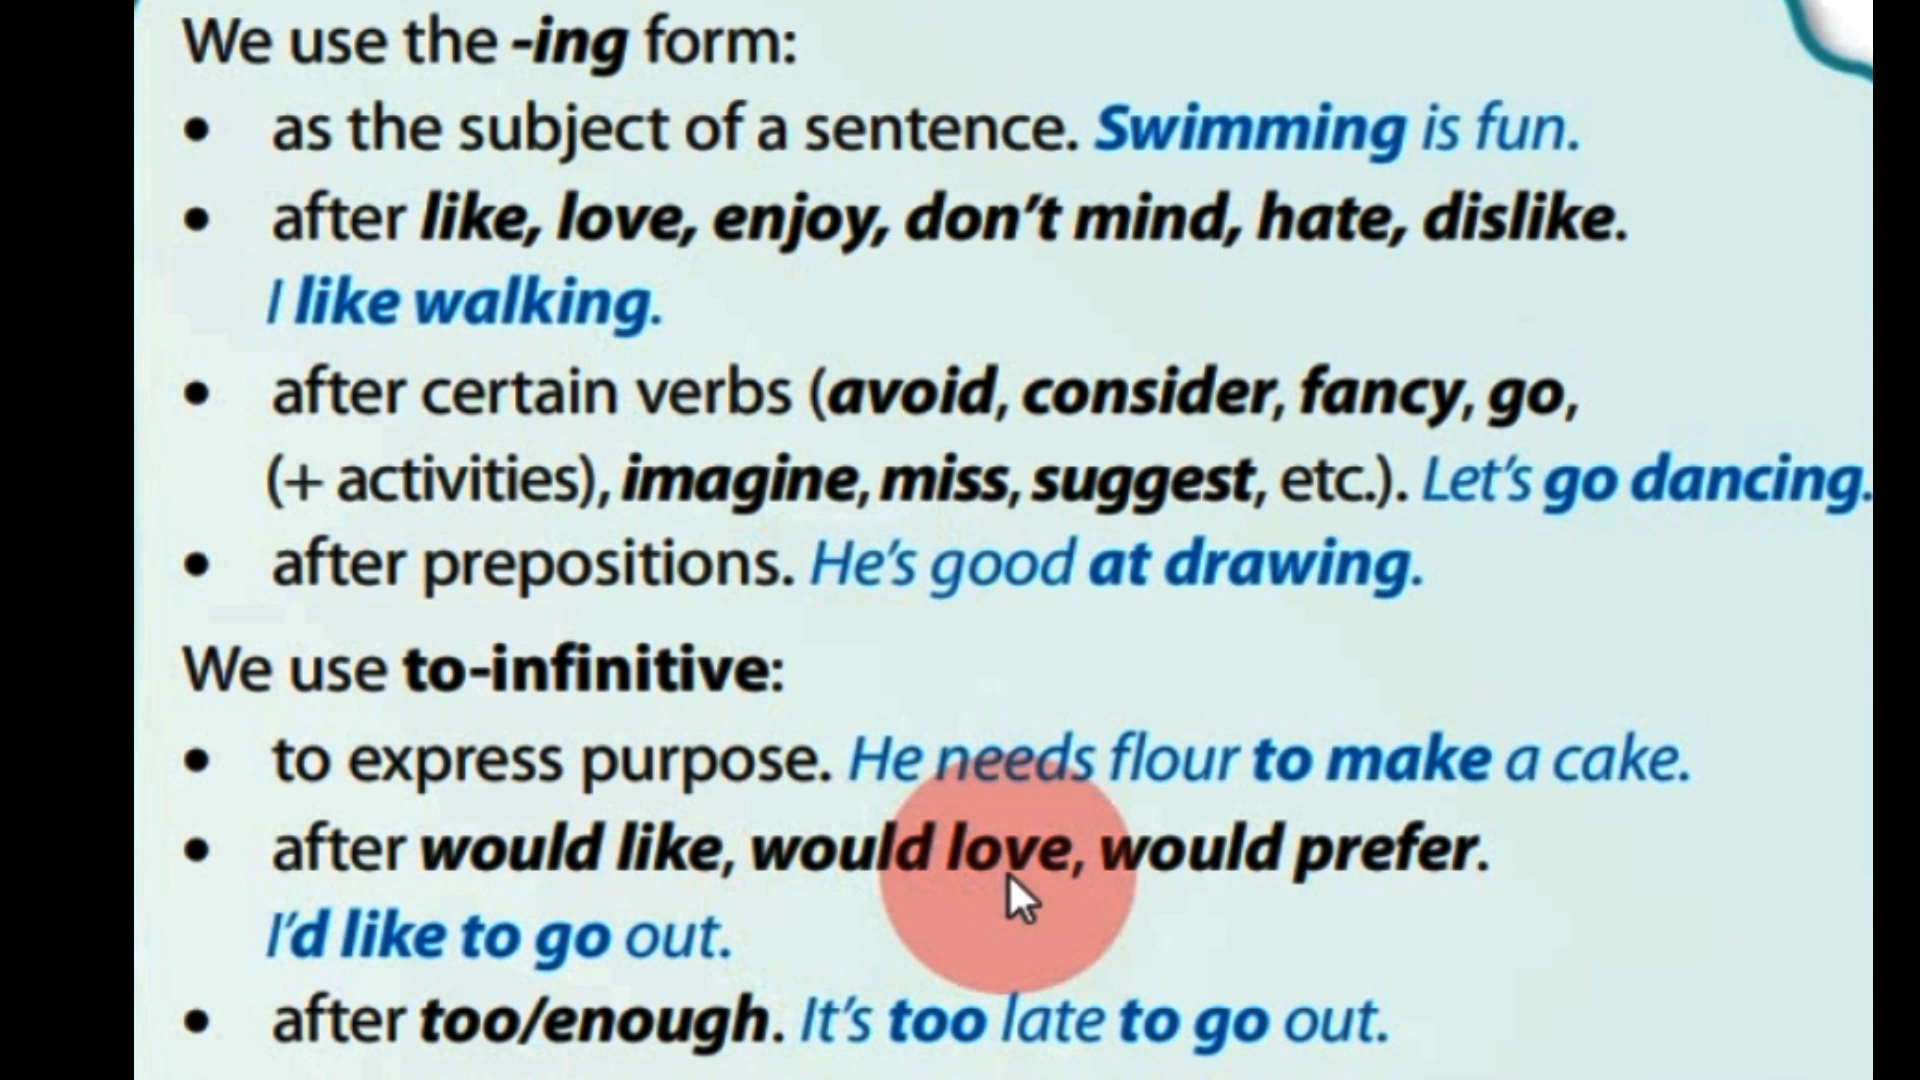 We use the -ing form:
• as the subject of a sentence. Swimming is fun.
• after like, love, enjoy, don't mind, hate, dislike.
I like walking.
• after certain verbs (avoid, consider, fancy, go,
(+ activities), imagine, miss, suggest, etc.). Let's go dancing.
• after prepositions. He's good at drawing.
We use to-infinitive:
• to express purpose. He needs flour to make a cake.
• after would like, would love, would prefer.
I'd like to go out.
• after too/enough. It's too late to go out.